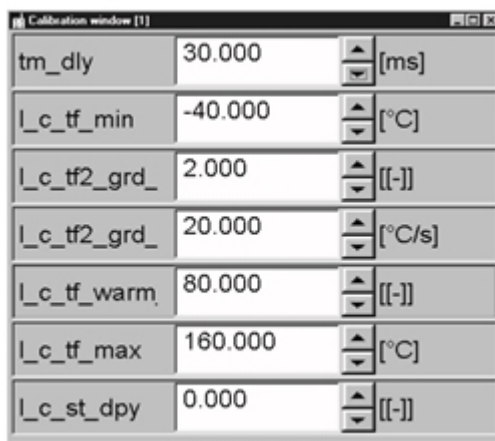 Calibration window [1]
tm_dly 30.000 [ms]
l_c_tf_min -40.000 [°C]
l_c_tf2_grd_ 2.000 [[-]]
l_c_tf2_grd_ 20.000 [°C/s]
l_c_tf_warm 80.000 [[-]]
l_c_tf_max 160.000 [°C]
l_c_st_dpy 0.000 [[-]]